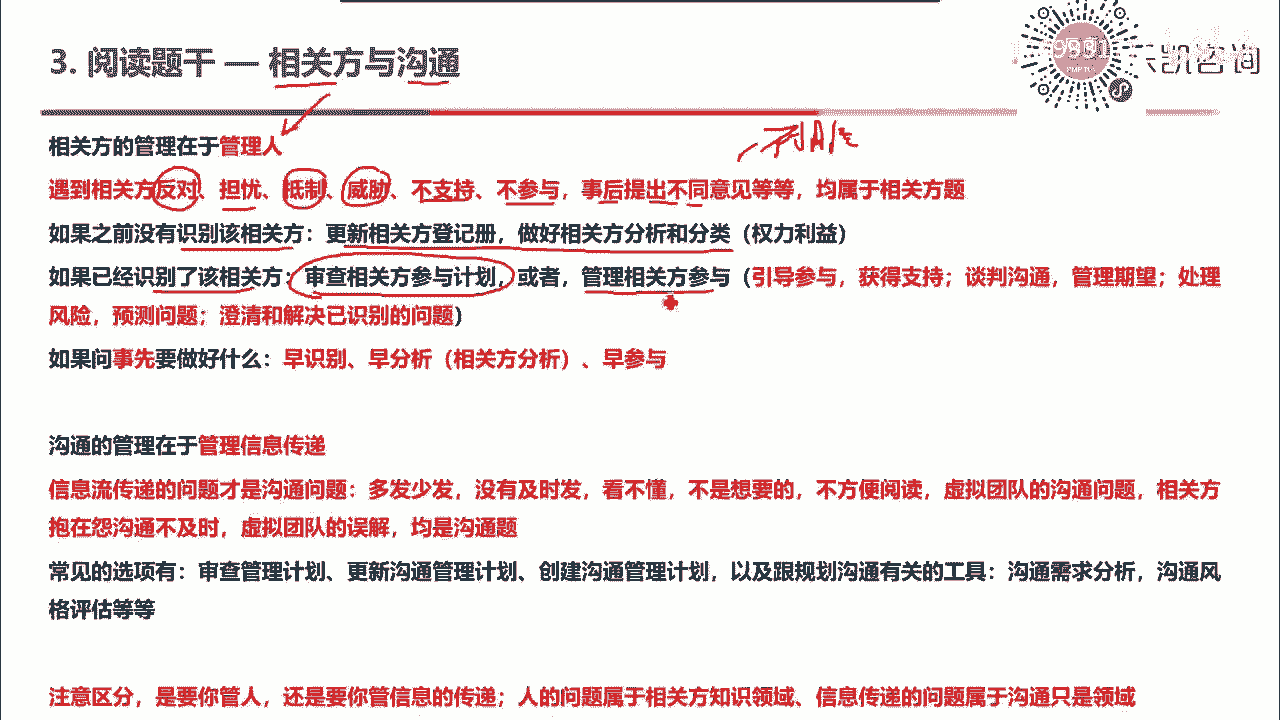 3. 阅读题干 — 相关方与沟通
凯咨询
相关方的管理在于管理人
遇到相关方反对、担忧、抵制、威胁、不支持、不参与，事后提出不同意见等等，均属于相关方题
如果之前没有识别该相关方：更新相关方登记册，做好相关方分析和分类（权力利益）
如果已经识别了该相关方：审查相关方参与计划，或者，管理相关方参与（引导参与，获得支持；谈判沟通，管理期望；处理
风险，预测问题；澄清和解决已识别的问题）
如果问事先要做好什么：早识别、早分析（相关方分析）、早参与
沟通的管理在于管理信息传递
信息流传递的问题才是沟通问题：多发少发，没有及时发，看不懂，不是想要的，不方便阅读，虚拟团队的沟通问题，相关方
抱在怨沟通不及时，虚拟团队的误解，均是沟通题
常见的选项有：审查管理计划、更新沟通管理计划、创建沟通管理计划，以及跟规划沟通有关的工具：沟通需求分析，沟通风
格评估等等
注意区分，是要你管人，还是要你管信息的传递；人的问题属于相关方知识领域、信息传递的问题属于沟通只是领域